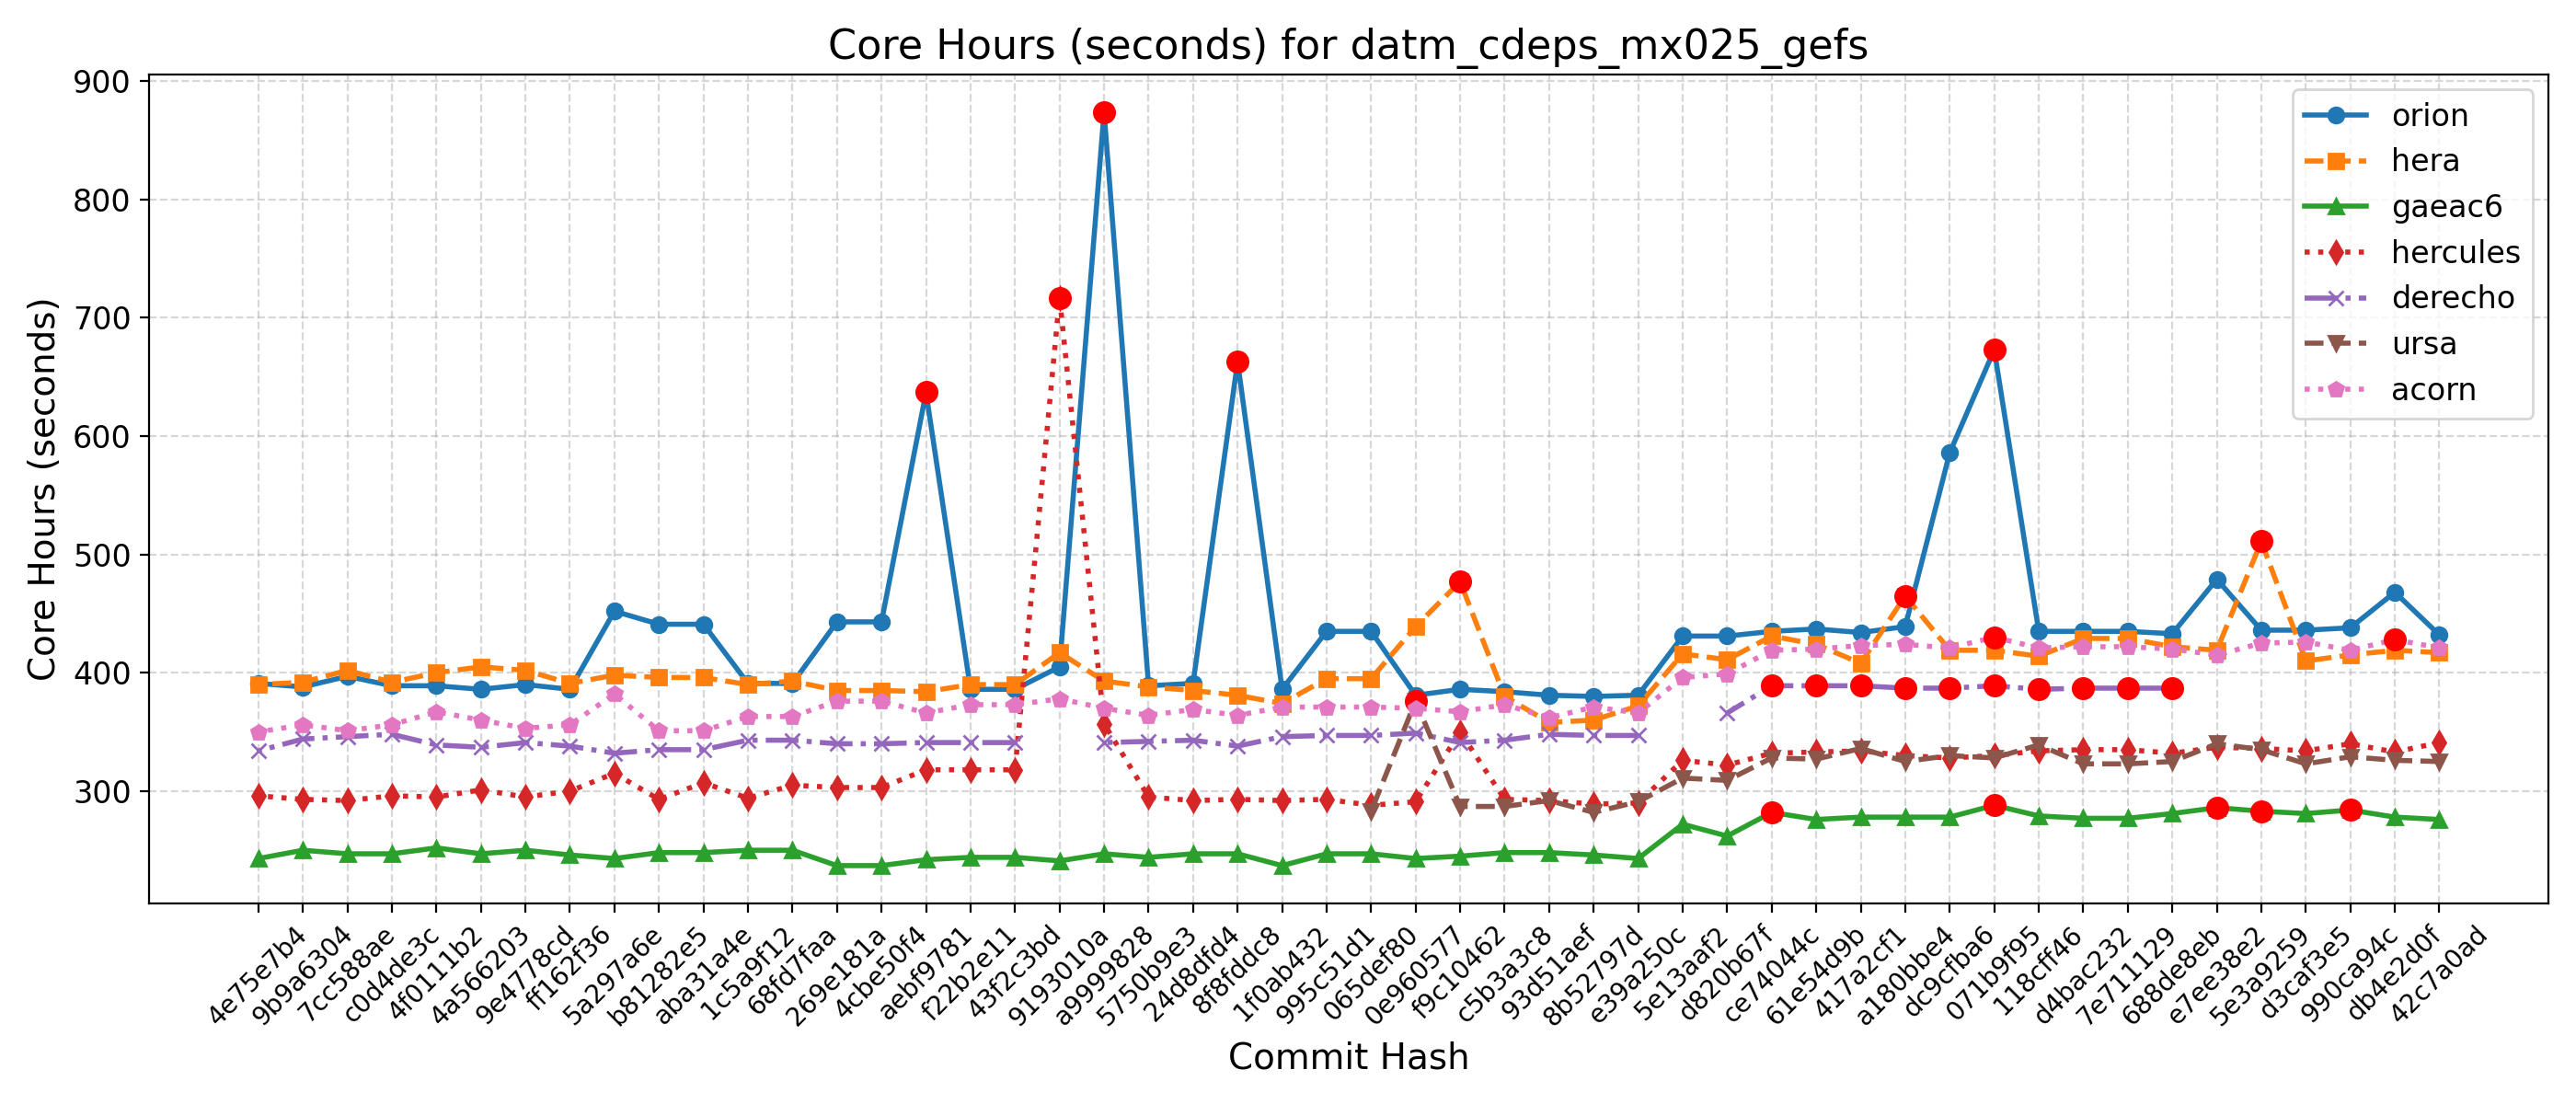 Core Hours (seconds) for datm_cdeps_mx025_gefs
Core Hours (seconds)
900
800
700
600
500
400
300
orion
hera
gaeac6
hercules
derecho
ursa
acorn
4e75e7b4
9b9a6304
7cc588ae
c0d4de3c
4f0111b2
4a566203
9e4778cd
ff162f36
5a297a6e
b81282e5
aba31a4e
1c5a9f12
68fd7faa
269e181a
4cbe50f4
aebf9781
f22b2e11
43f2c3bd
9193010a
a9999828
5750b9e3
24d8dfd4
8f8fddc8
1f0ab432
995c51d1
065def80
0e960577
f9c10462
c5b3a3c8
93d51aef
8b52797d
e39a250c
5e13aaf2
d820b67f
ce74044c
61e54d9b
417a2cf1
a180bbe4
dc9cfba6
071b9f95
118cff46
d4bac232
7e711129
688de8eb
e7ee38e2
5e3a9259
d3caf3e5
990ca94c
db4e2d0f
42c7a0ad
Commit Hash